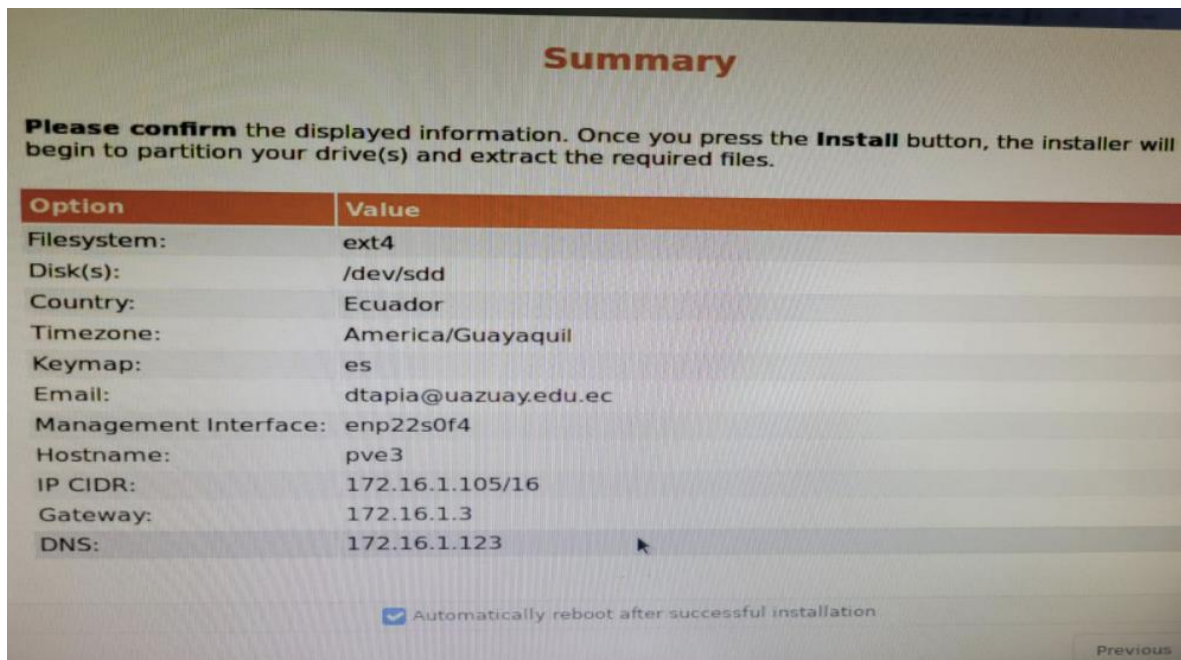 Summary
Please confirm the displayed information. Once you press the Install button, the installer will
begin to partition your drive(s) and extract the required files.
Option Value
Filesystem: ext4
Disk(s): /dev/sdd
Country: Ecuador
Timezone: America/Guayaquil
Keymap: es
Email: dtapia@uazuay.edu.ec
Management Interface: enp22s0f4
Hostname: pve3
IP CIDR: 172.16.1.105/16
Gateway: 172.16.1.3
DNS: 172.16.1.123
Automatically reboot after successful installation
Previous